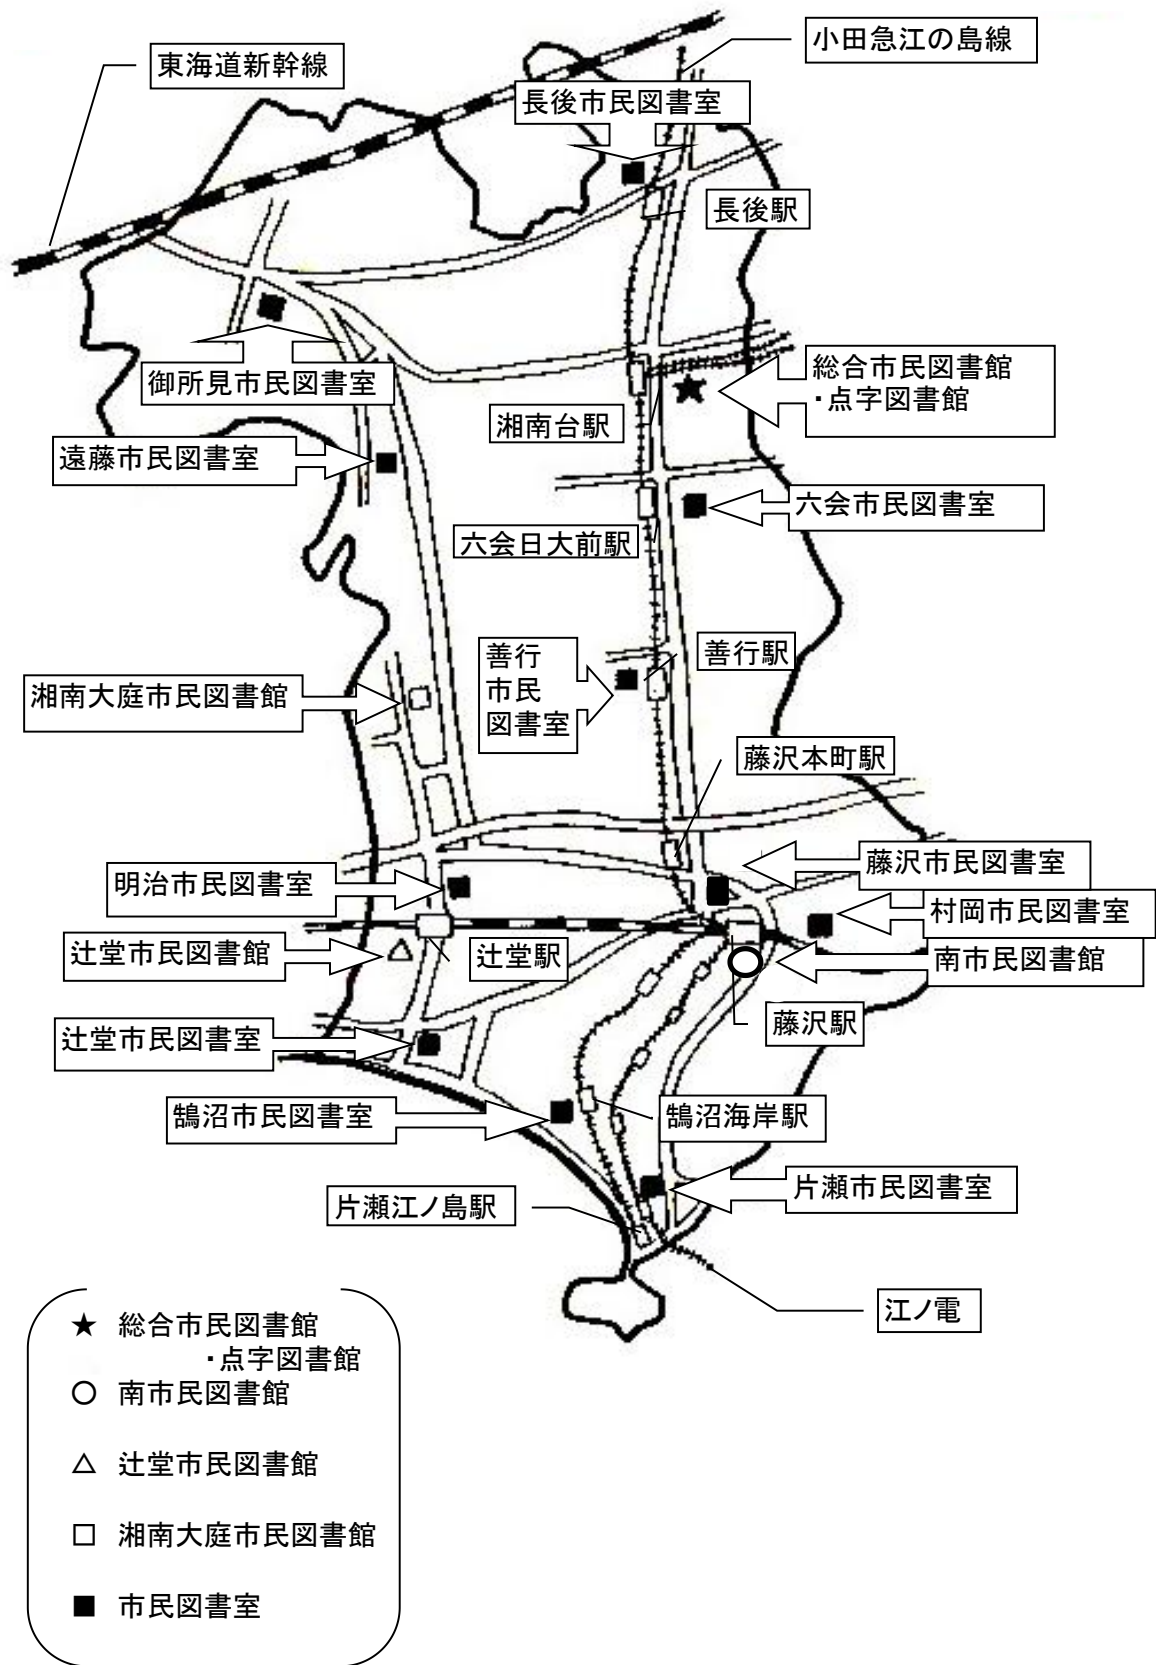 小田急江の島線
東海道新幹線
長後市民図書室
長後駅
総合市民図書館
・点字図書館
御所見市民図書室
湘南台駅
遠藤市民図書室
六会市民図書室
六会日大前駅
善行駅
善行
市民
図書室
湘南大庭市民図書館
藤沢本町駅
藤沢市民図書室
明治市民図書室
村岡市民図書室
辻堂市民図書館
辻堂駅
南市民図書館
藤沢駅
辻堂市民図書室
鵠沼市民図書室
鵠沼海岸駅
片瀬市民図書室
片瀬江ノ島駅
江ノ電
★ 総合市民図書館
・点字図書館
○ 南市民図書館
△ 辻堂市民図書館
□ 湘南大庭市民図書館
■ 市民図書室